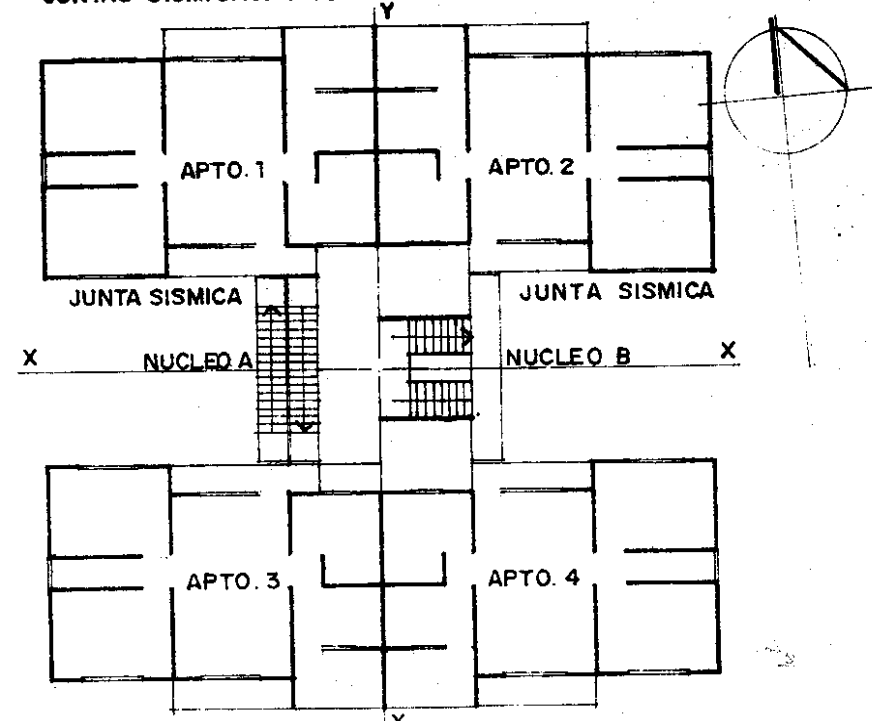 Y
APTO. 1
APTO. 2
JUNTA SISMICA
JUNTA SISMICA
X
NUCLEO A
NUCLEO B
X
APTO. 3
APTO. 4